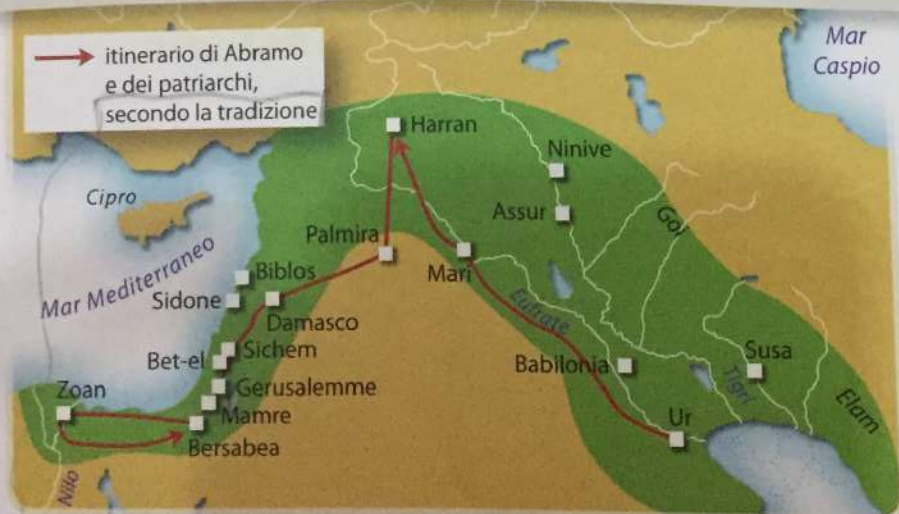 itinerario di Abramo
e dei patriarchi,
secondo la tradizione
Mar
Caspio
Harran
Ninive
Cipro
Assur
Gol
Palmira
Mar Mediterraneo
Biblos
Mari
Sidone
Eufrate
Damasco
Sichem
Bet-el
Babilonia
Susa
Tigri
Zoan
Gerusalemme
Elam
Mamre
Ur
Bersabea
Nilo